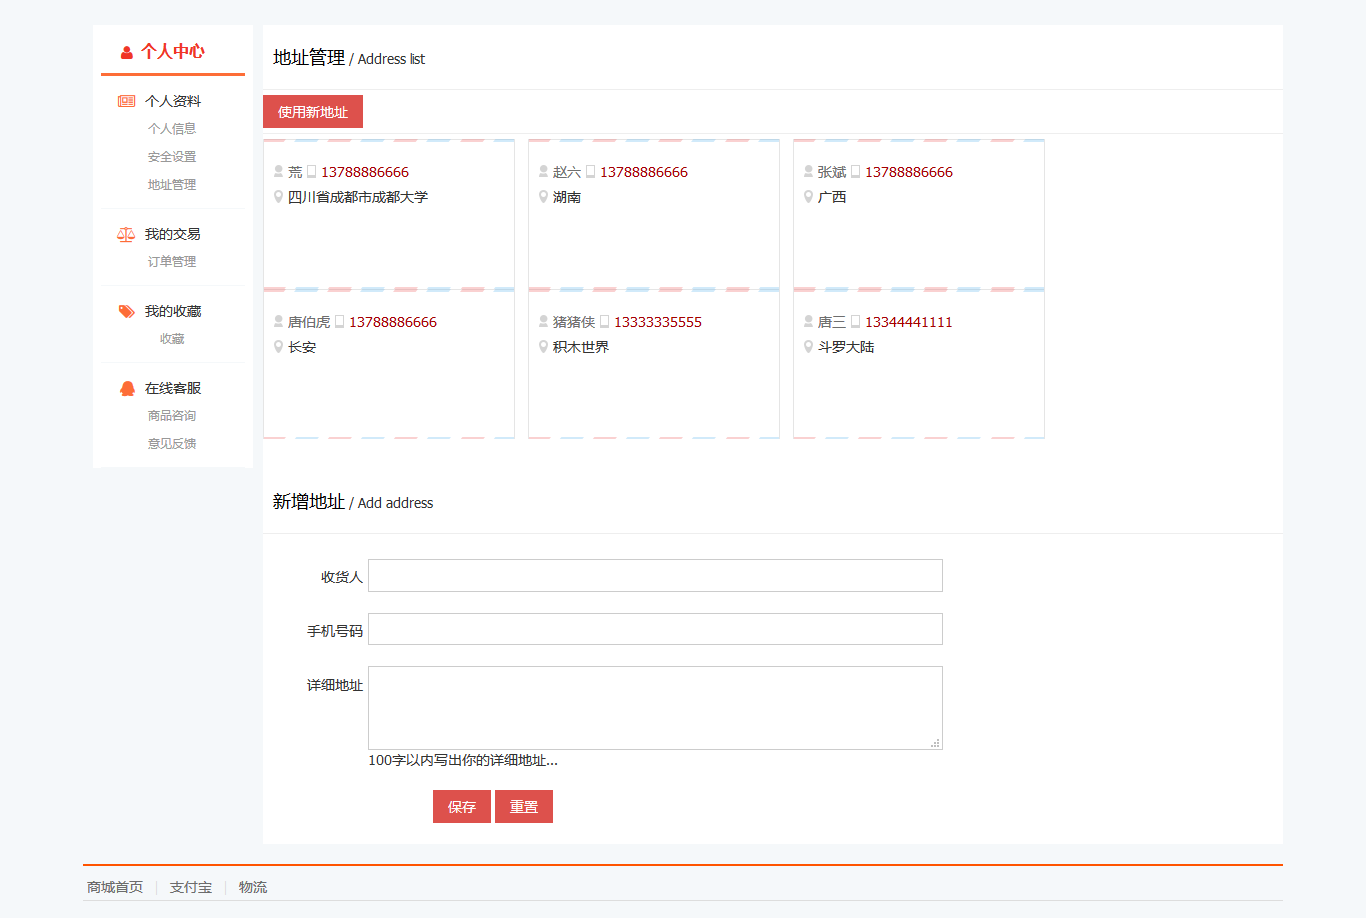 个人中心
个人资料
个人信息
安全设置
地址管理
我的交易
订单管理
我的收藏
收藏
在线客服
商品咨询
意见反馈
地址管理 / Address list
使用新地址
荒 13788886666
四川省成都市成都大学
赵六 13788886666
湖南
张斌 13788886666
广西
唐伯虎 13788886666
长安
猪猪侠 13333335555
积木世界
唐三 13344441111
斗罗大陆
新增地址 / Add address
收货人
手机号码
详细地址
100字以内写出你的详细地址...
保存 重置
商城首页 | 支付宝 | 物流